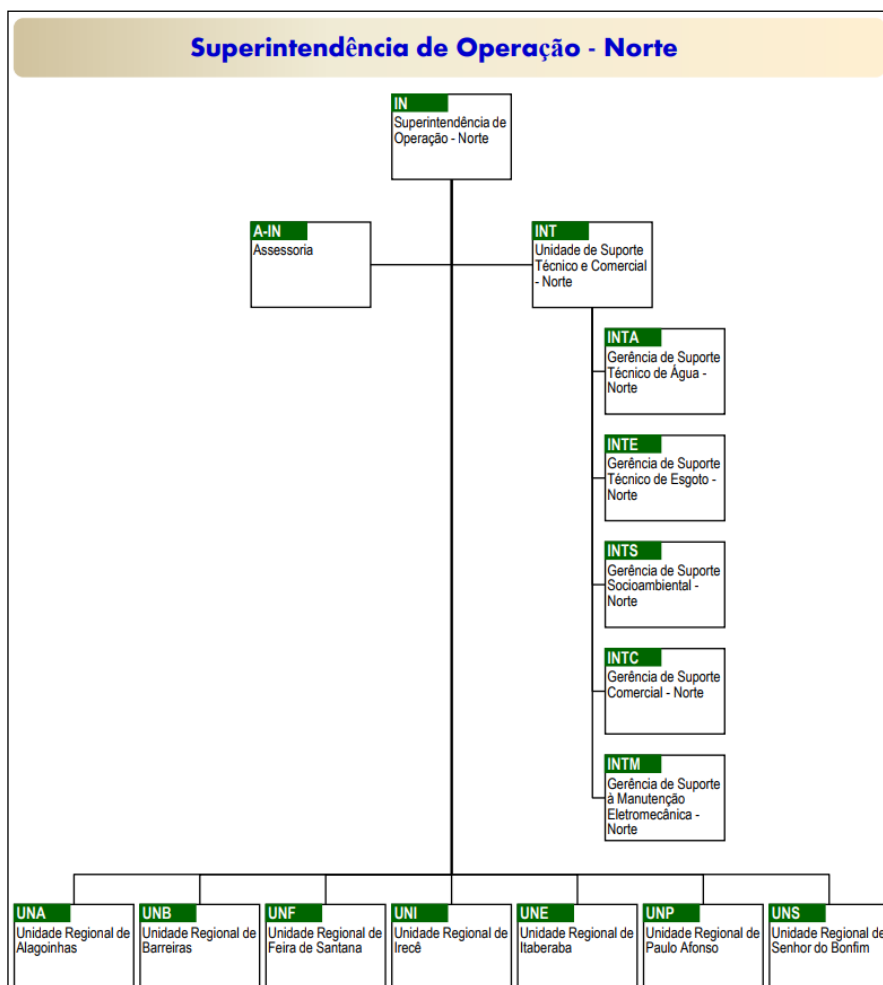 Superintendência de Operação - Norte
IN
Superintendência de
Operação - Norte
A-IN
Assessoria
INT
Unidade de Suporte
Técnico e Comercial
- Norte
INTA
Gerência de Suporte
Técnico de Água -
Norte
INTE
Gerência de Suporte
Técnico de Esgoto -
Norte
INTS
Gerência de Suporte
Socioambiental -
Norte
INTC
Gerência de Suporte
Comercial - Norte
INTM
Gerência de Suporte
à Manutenção
Eletromecânica -
Norte
UNA
Unidade Regional de
Alagoinhas
UNB
Unidade Regional de
Barreiras
UNF
Unidade Regional de
Feira de Santana
UNI
Unidade Regional de
Irecê
UNE
Unidade Regional de
Itaberaba
UNP
Unidade Regional de
Paulo Afonso
UNS
Unidade Regional de
Senhor do Bonfim